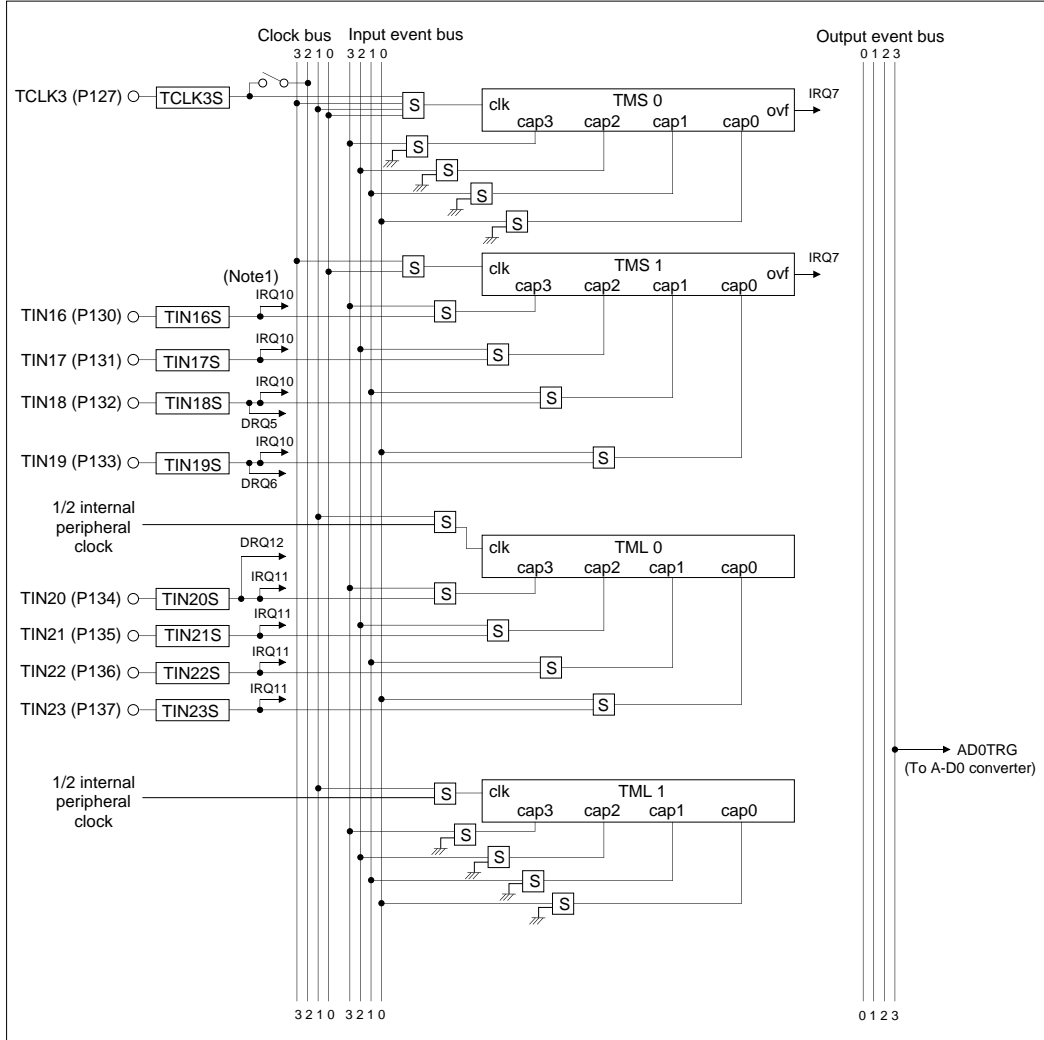 Clock bus Input event bus Output event bus
3 2 1 0 3 2 1 0 0 1 2 3
TCLK3 (P127) TCLK3S S clk TMS 0 ovf IRQ7
cap3 cap2 cap1 cap0
S
S
S
S
(Note1) S clk TMS 1 ovf IRQ7
cap3 cap2 cap1 cap0
IRQ10
TIN16 (P130) TIN16S S
IRQ10
TIN17 (P131) TIN17S S
IRQ10
TIN18 (P132) TIN18S S
DRQ5
IRQ10
TIN19 (P133) TIN19S S
DRQ6
1/2 internal
peripheral
clock
S
DRQ12
clk TML 0
cap3 cap2 cap1 cap0
IRQ11
TIN20 (P134) TIN20S S
IRQ11
TIN21 (P135) TIN21S S
IRQ11
TIN22 (P136) TIN22S S
IRQ11
TIN23 (P137) TIN23S S
AD0TRG
(To A-D0 converter)
1/2 internal
peripheral
clock
S clk TML 1
cap3 cap2 cap1 cap0
S
S
S
S
3 2 1 0 3 2 1 0 0 1 2 3